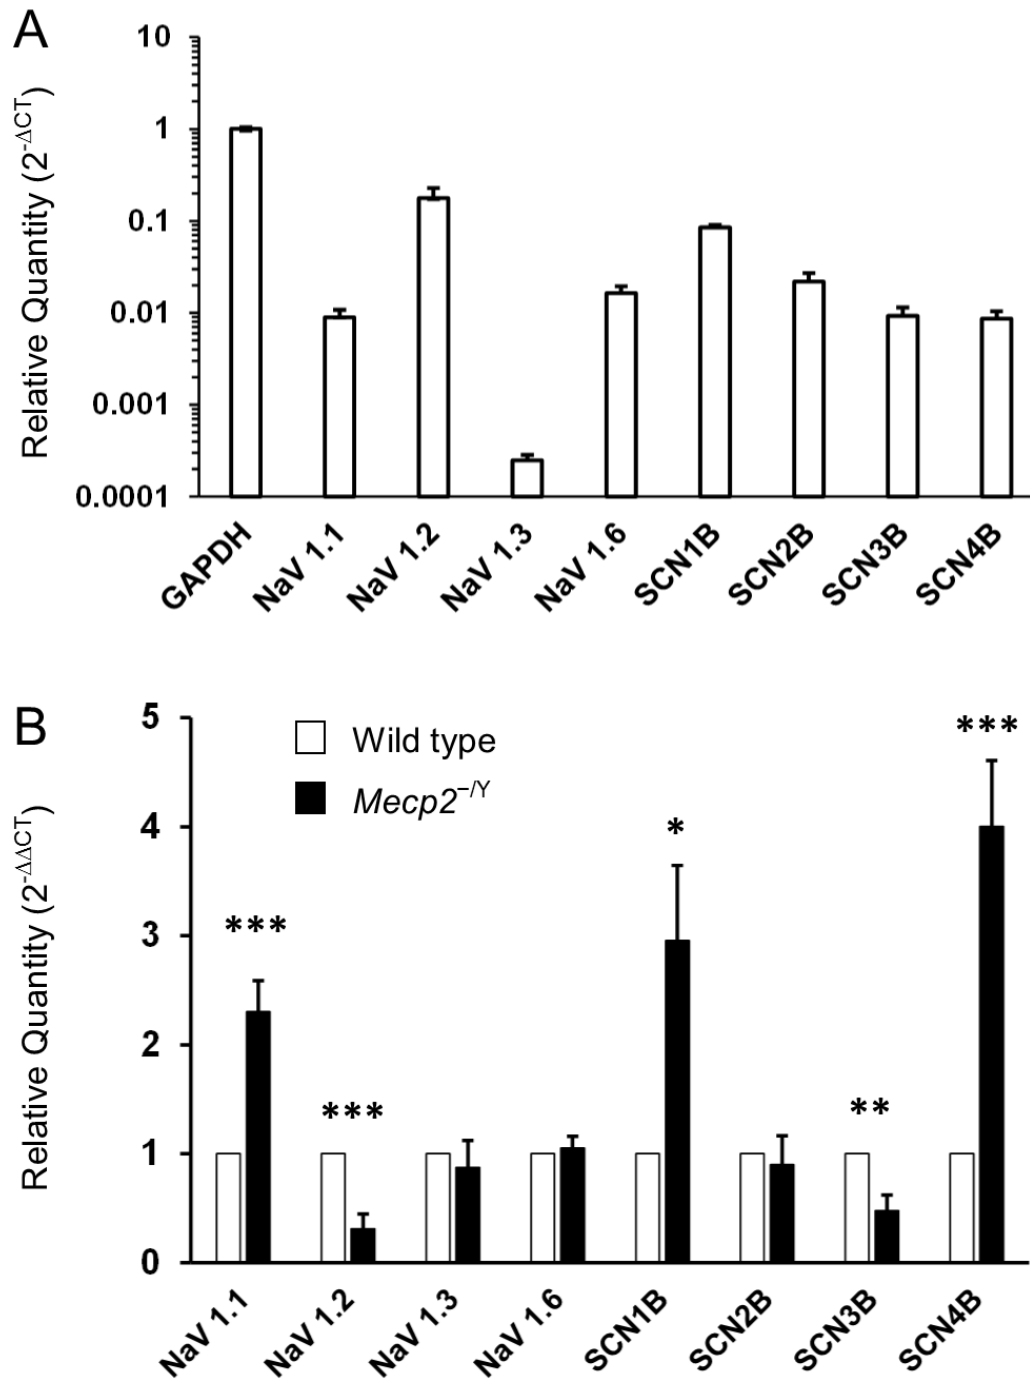 A
Relative Quantity (2^-ΔCT)
10
1
0.1
0.01
0.001
0.0001
GAPDH
NaV 1.1
NaV 1.2
NaV 1.3
NaV 1.6
SCN1B
SCN2B
SCN3B
SCN4B
B
Relative Quantity (2^-ΔΔCT)
5
4
3
2
1
0
Wild type
Mecp2^−/Y
***
***
*
**
***
NaV 1.1
NaV 1.2
NaV 1.3
NaV 1.6
SCN1B
SCN2B
SCN3B
SCN4B